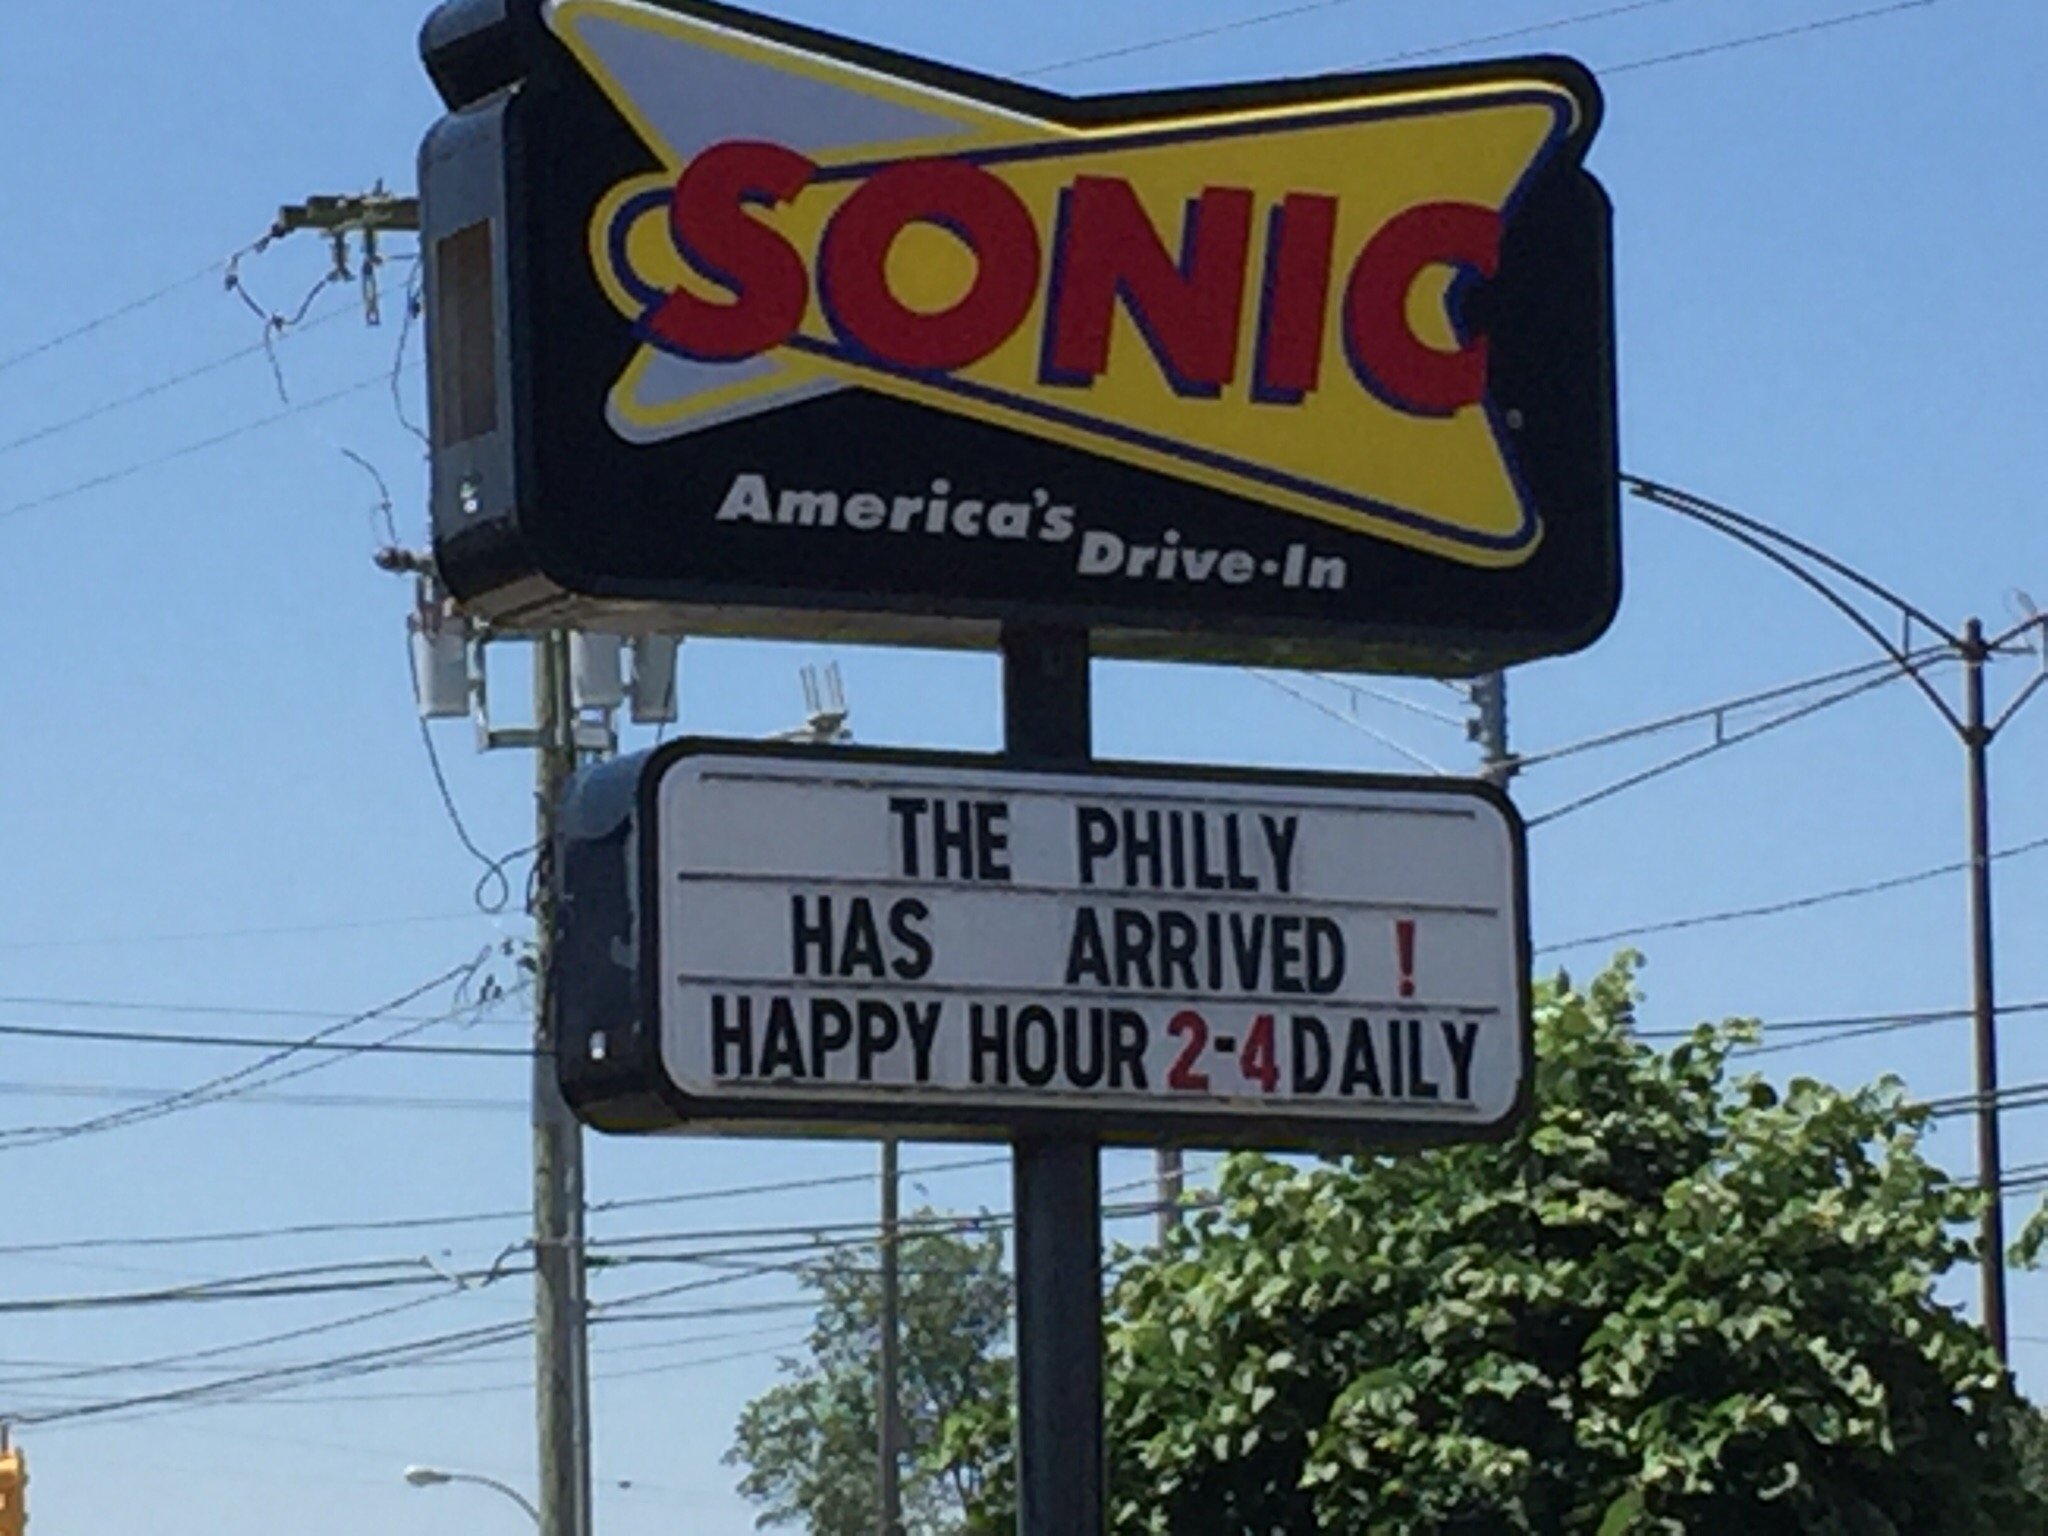 SONIC
America's Drive-In
THE PHILLY
HAS ARRIVED !
HAPPY HOUR 2-4 DAILY